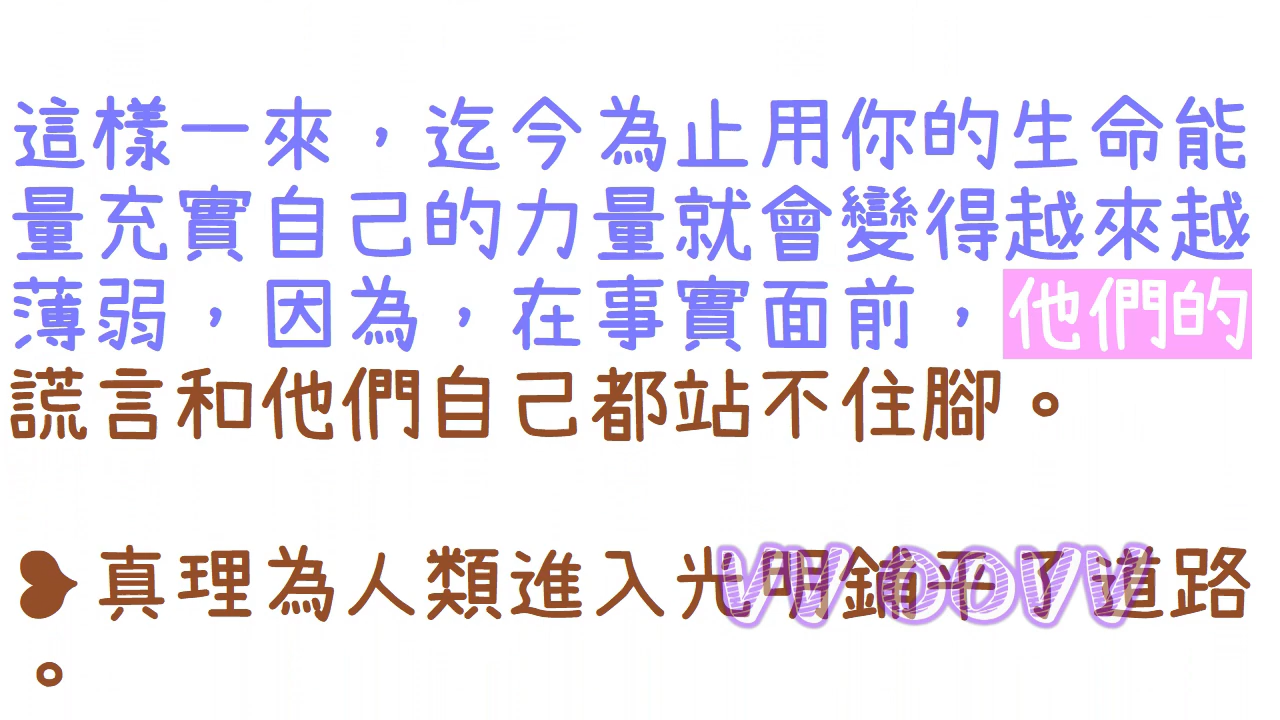 這樣一來，迄今為止用你的生命能
量充實自己的力量就會變得越來越
薄弱，因為，在事實面前，他們的
謊言和他們自己都站不住腳。
❥真理為人類進入光明鋪平了道路
。